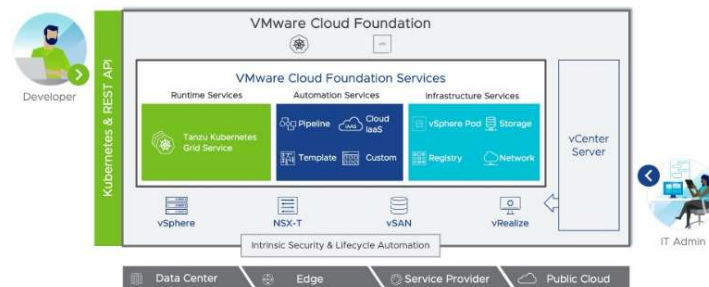 VMware Cloud Foundation
Developer
Kubernetes & REST API
VMware Cloud Foundation Services
Runtime Services
Automation Services
Infrastructure Services
Tanzu Kubernetes
Grid Service
Pipeline
Cloud
IaaS
IAAS
Template
Custom
vSphere Pod
Storage
Registry
Network
vCenter
Server
IT Admin
vSphere
NSX-T
vSAN
vRealize
Intrinsic Security & Lifecycle Automation
Data Center
Edge
Service Provider
Public Cloud